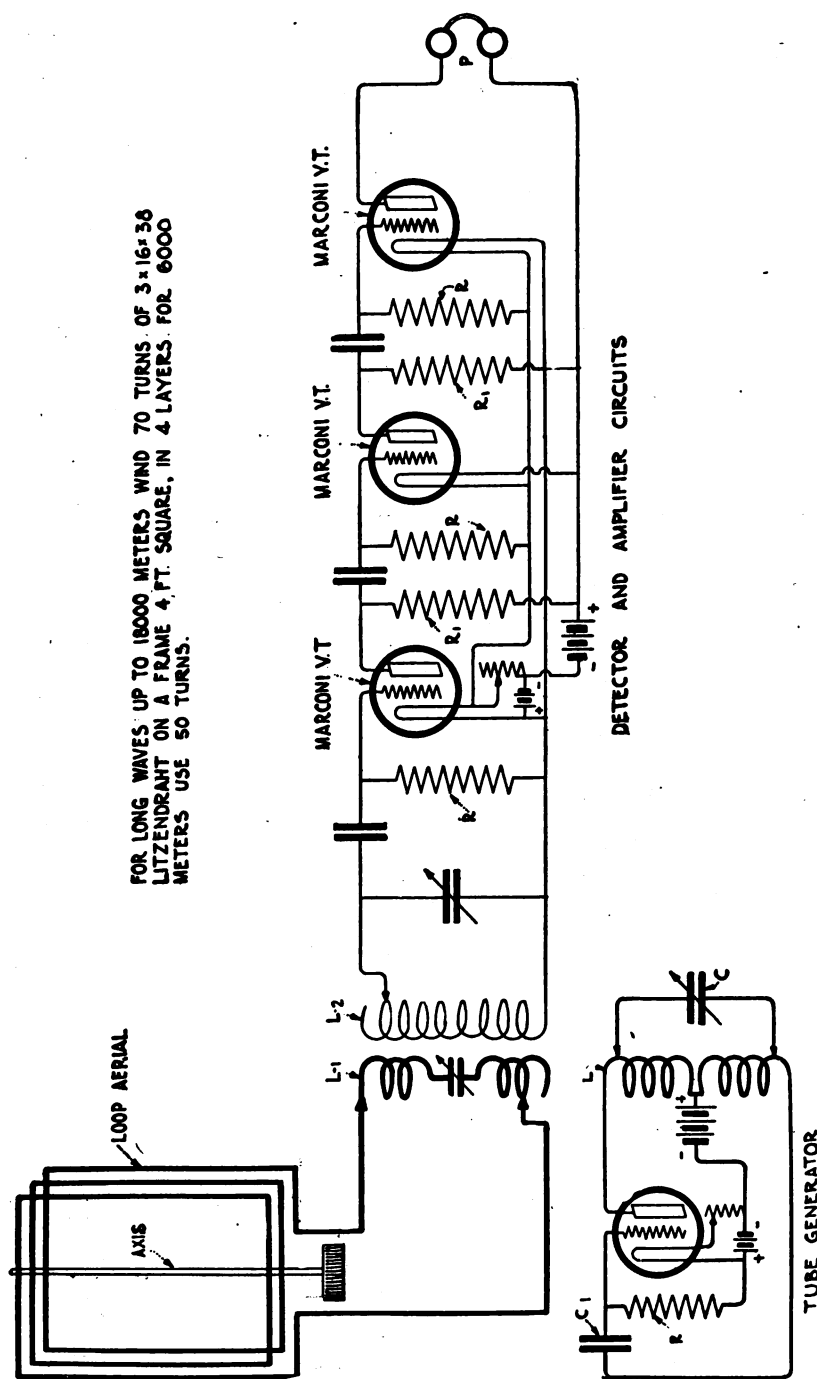 FOR LONG WAVES UP TO 18000 METERS WIND 70 TURNS OF 3×16×38
LITZENDRAHT ON A FRAME 4 FT. SQUARE, IN 4 LAYERS. FOR 6000
METERS USE 50 TURNS.
LOOP AERIAL
AXIS
L-1
L-2
R
MARCONI V.T
R1
R
MARCONI V.T.
R1
R
MARCONI V.T.
P
+
-
-
+
DETECTOR AND AMPLIFIER CIRCUITS
C1
R
+
-
-
+
L
C
TUBE GENERATOR